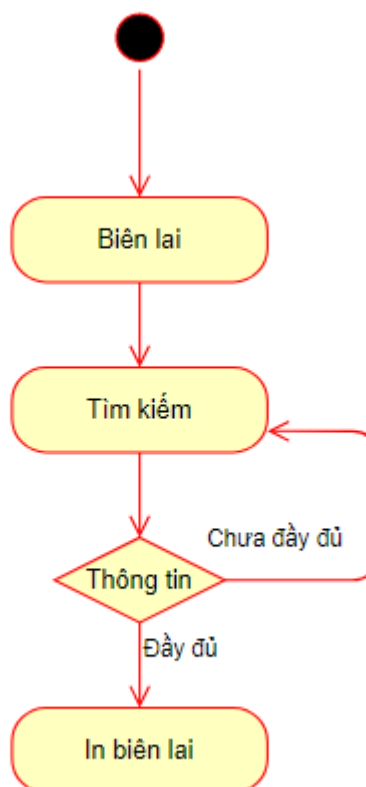 Biên lai
Tìm kiếm
Chưa đầy đủ
Thông tin
Đầy đủ
In biên lai